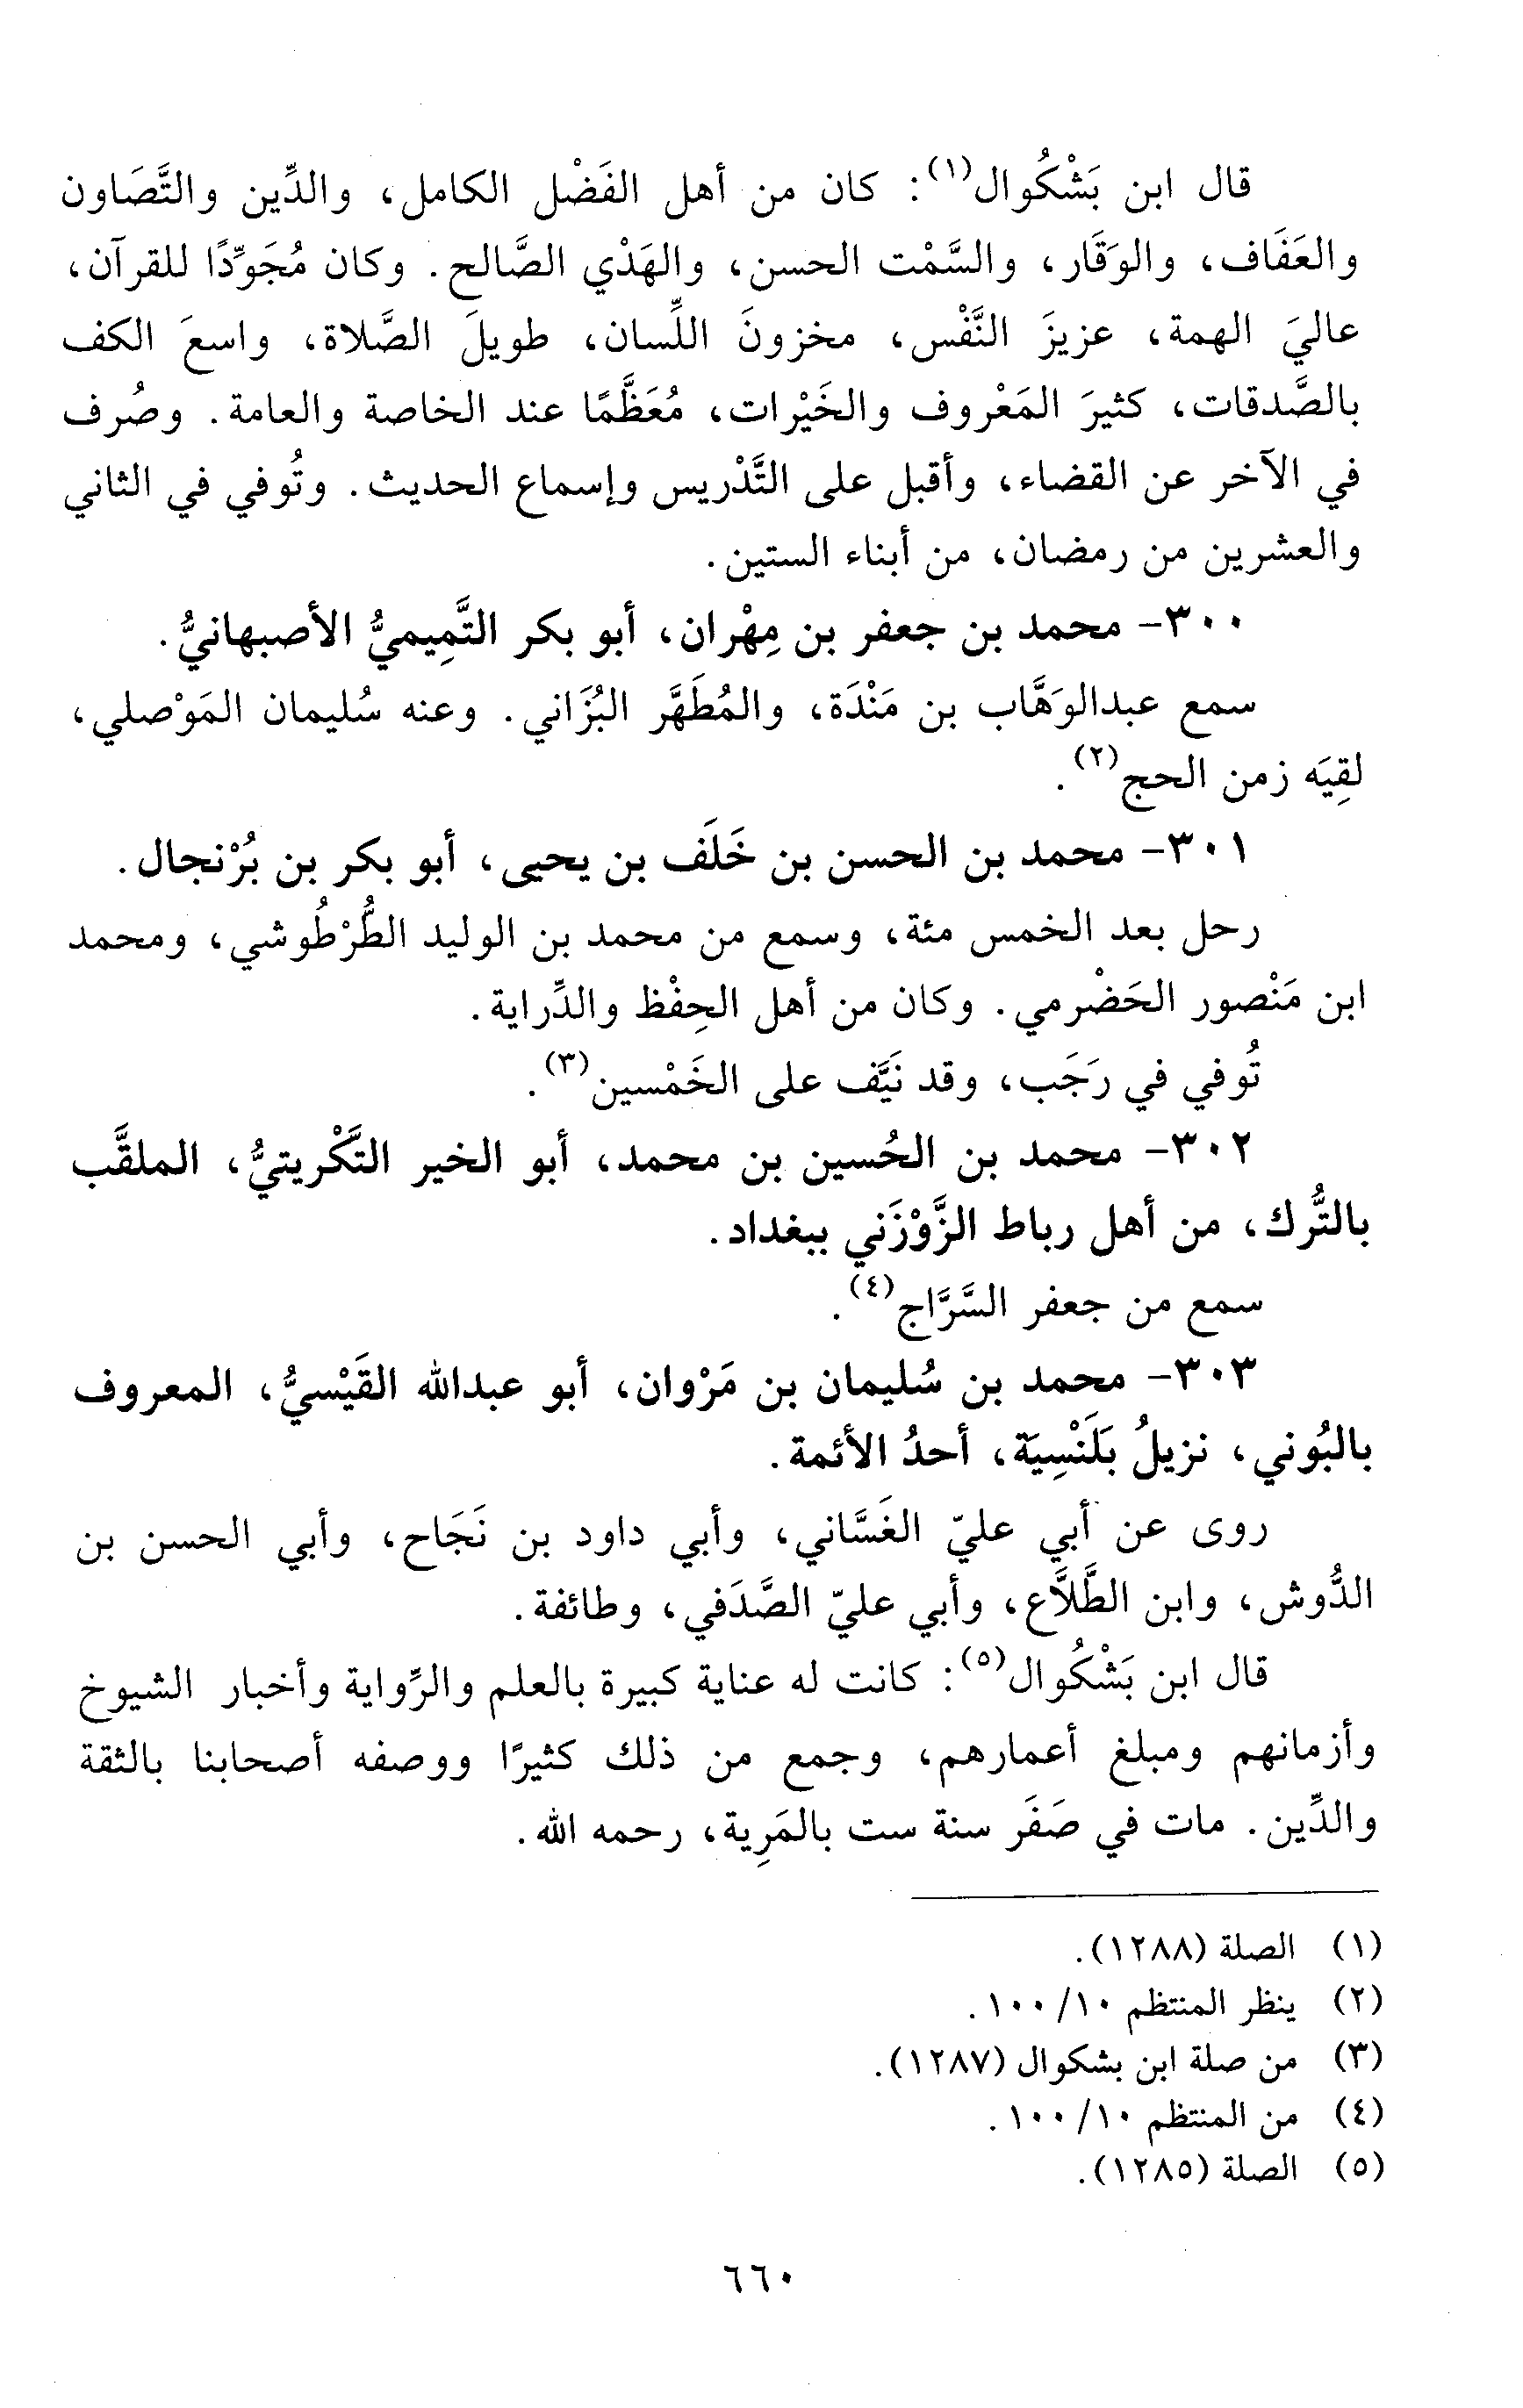 قال ابن بَشْكُوال(١): كان من أهل الفَضْل الكامل، والدِّين والتَّصَاون
والعَفَاف، والوَقَار، والسَّمْت الحسن، والهَدْي الصَّالح. وكان مُجَوِّدًا للقرآن،
عاليَ الهمة، عزيزَ النَّفْس، مخزونَ اللِّسان، طويلَ الصَّلاة، واسعَ الكف
بالصَّدقات، كثيرَ المَعْروف والخَيْرات، مُعَظَّمًا عند الخاصة والعامة. وصُرف
في الآخر عن القضاء، وأقبل على التَّدْريس وإسماع الحديث. وتُوفي في الثاني
والعشرين من رمضان، من أبناء الستين.
٣٠٠- محمد بن جعفر بن مِهْران، أبو بكر التَّمِيميُّ الأصبهانيُّ.
سمع عبدالوَهَّاب بن مَنْدَة، والمُطَهَّر البُزَاني. وعنه سُليمان المَوْصلي،
لقِيَه زمن الحج(٢).
٣٠١- محمد بن الحسن بن خَلَف بن يحيى، أبو بكر بن بُرْنجال.
رحل بعد الخمس مئة، وسمع من محمد بن الوليد الطُّرْطُوشي، ومحمد
ابن مَنْصور الحَضْرمي. وكان من أهل الحِفْظ والدِّراية.
تُوفي في رَجَب، وقد نَيَّف على الخَمْسين(٣).
٣٠٢- محمد بن الحُسين بن محمد، أبو الخير التَّكْريتيُّ، الملقَّب
بالتُّرك، من أهل رباط الزَّوْزَني ببغداد.
سمع من جعفر السَّرَّاج(٤).
٣٠٣- محمد بن سُليمان بن مَرْوان، أبو عبدالله القَيْسيُّ، المعروف
بالبُوني، نزيلُ بَلَنْسِيَة، أحدُ الأئمة.
روى عن أبي عليّ الغَسَّاني، وأبي داود بن نَجَاح، وأبي الحسن بن
الدُّوش، وابن الطَّلاَّع، وأبي عليّ الصَّدَفي، وطائفة.
قال ابن بَشْكُوال(٥): كانت له عناية كبيرة بالعلم والرِّواية وأخبار الشيوخ
وأزمانهم ومبلغ أعمارهم، وجمع من ذلك كثيرًا ووصفه أصحابنا بالثقة
والدِّين. مات في صَفَر سنة ست بالمَرِية، رحمه الله.
(١) الصلة (١٢٨٨).
(٢) ينظر المنتظم ١٠/ ١٠٠.
(٣) من صلة ابن بشكوال (١٢٨٧).
(٤) من المنتظم ١٠/ ١٠٠.
(٥) الصلة (١٢٨٥).
٦٦٠